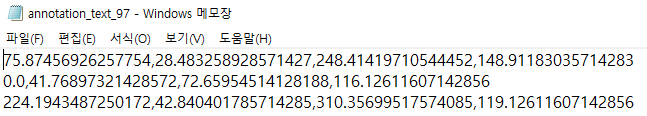 annotation_text_97 - Windows 메모장
파일(F) 편집(E) 서식(O) 보기(V) 도움말(H)
75.87456926257754,28.483258928571427,248.41419710544452,148.91183035714283
0.0,41.76897321428572,72.65954514128188,116.12611607142856
224.1943487250172,42.840401785714285,310.35699517574085,119.12611607142856